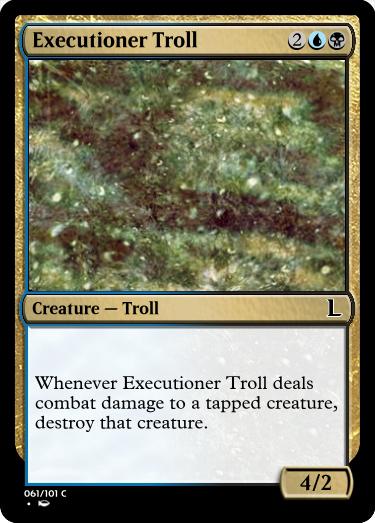 Executioner Troll 2
Creature — Troll L
Whenever Executioner Troll deals
combat damage to a tapped creature,
destroy that creature.
4/2
061/101 C